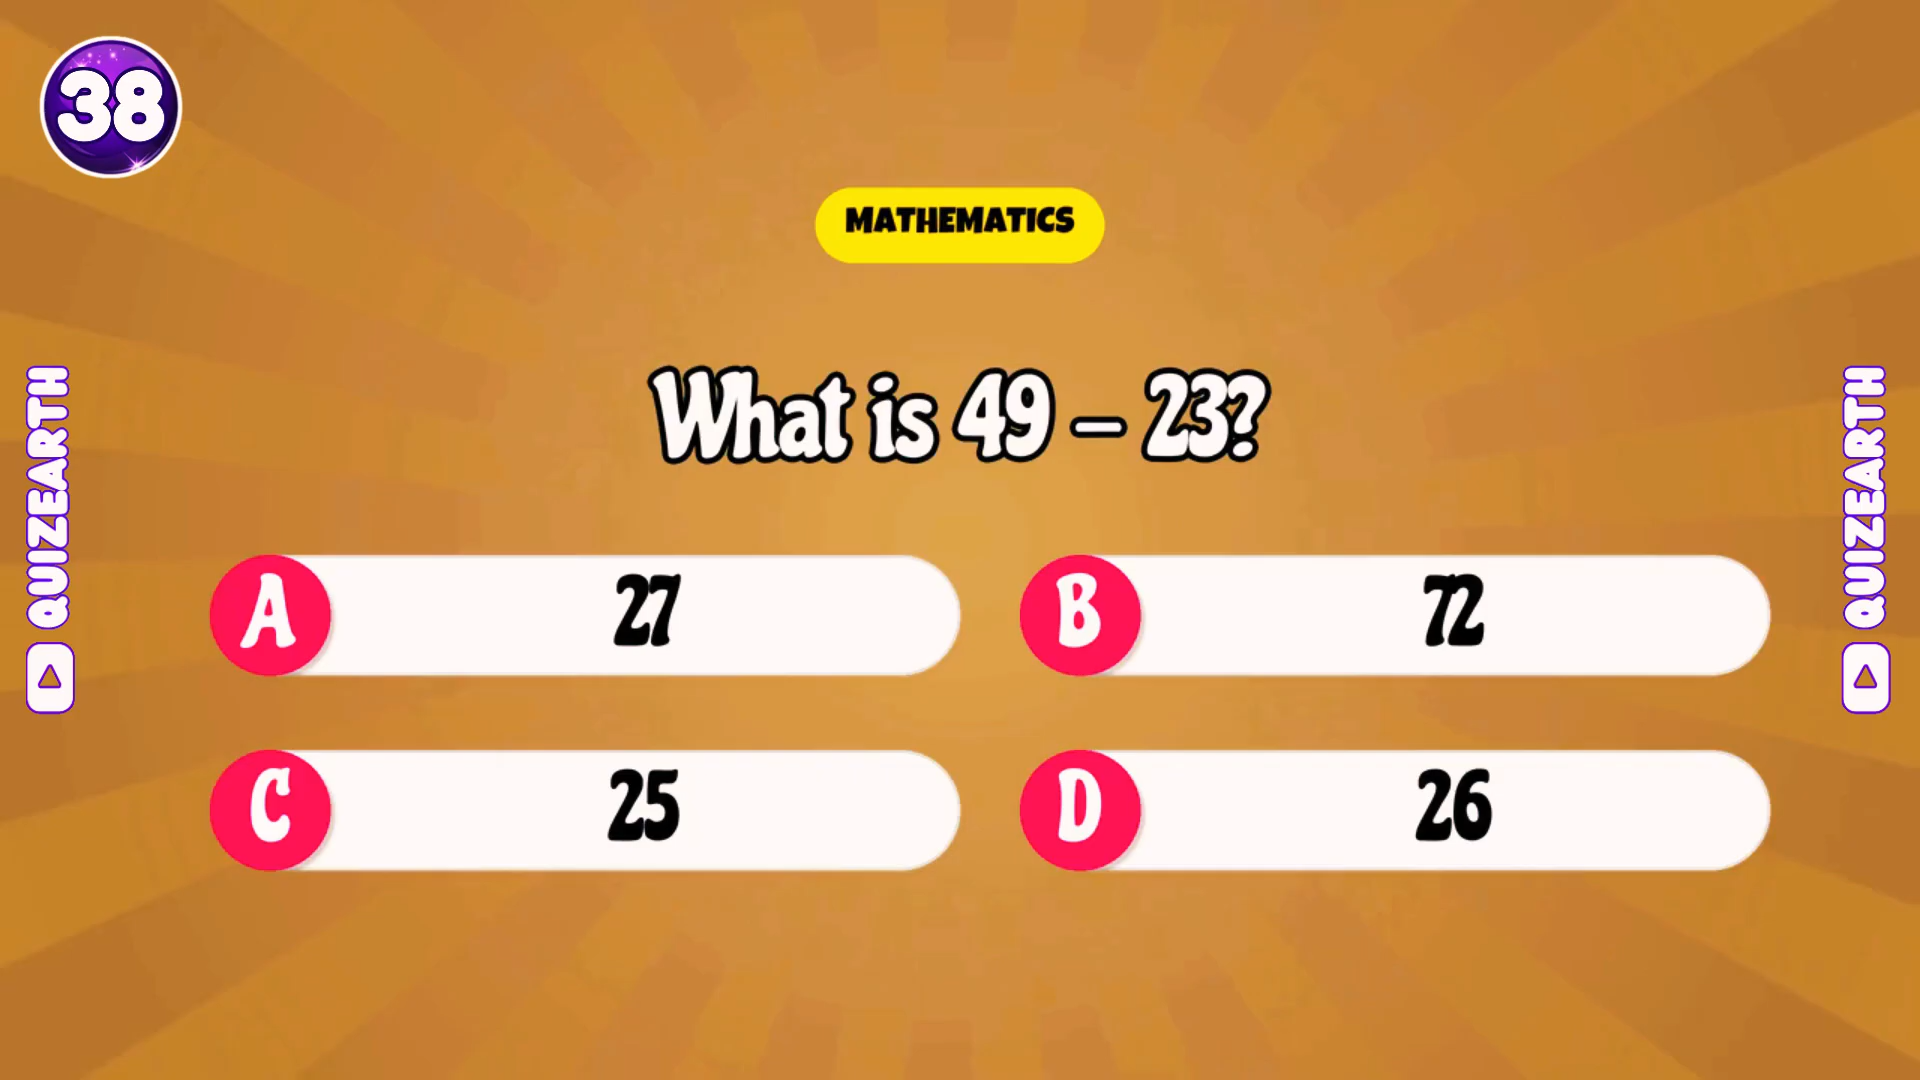 38
MATHEMATICS
What is 49 – 23?
A 27
B 72
C 25
D 26
QUIZEARTH
QUIZEARTH